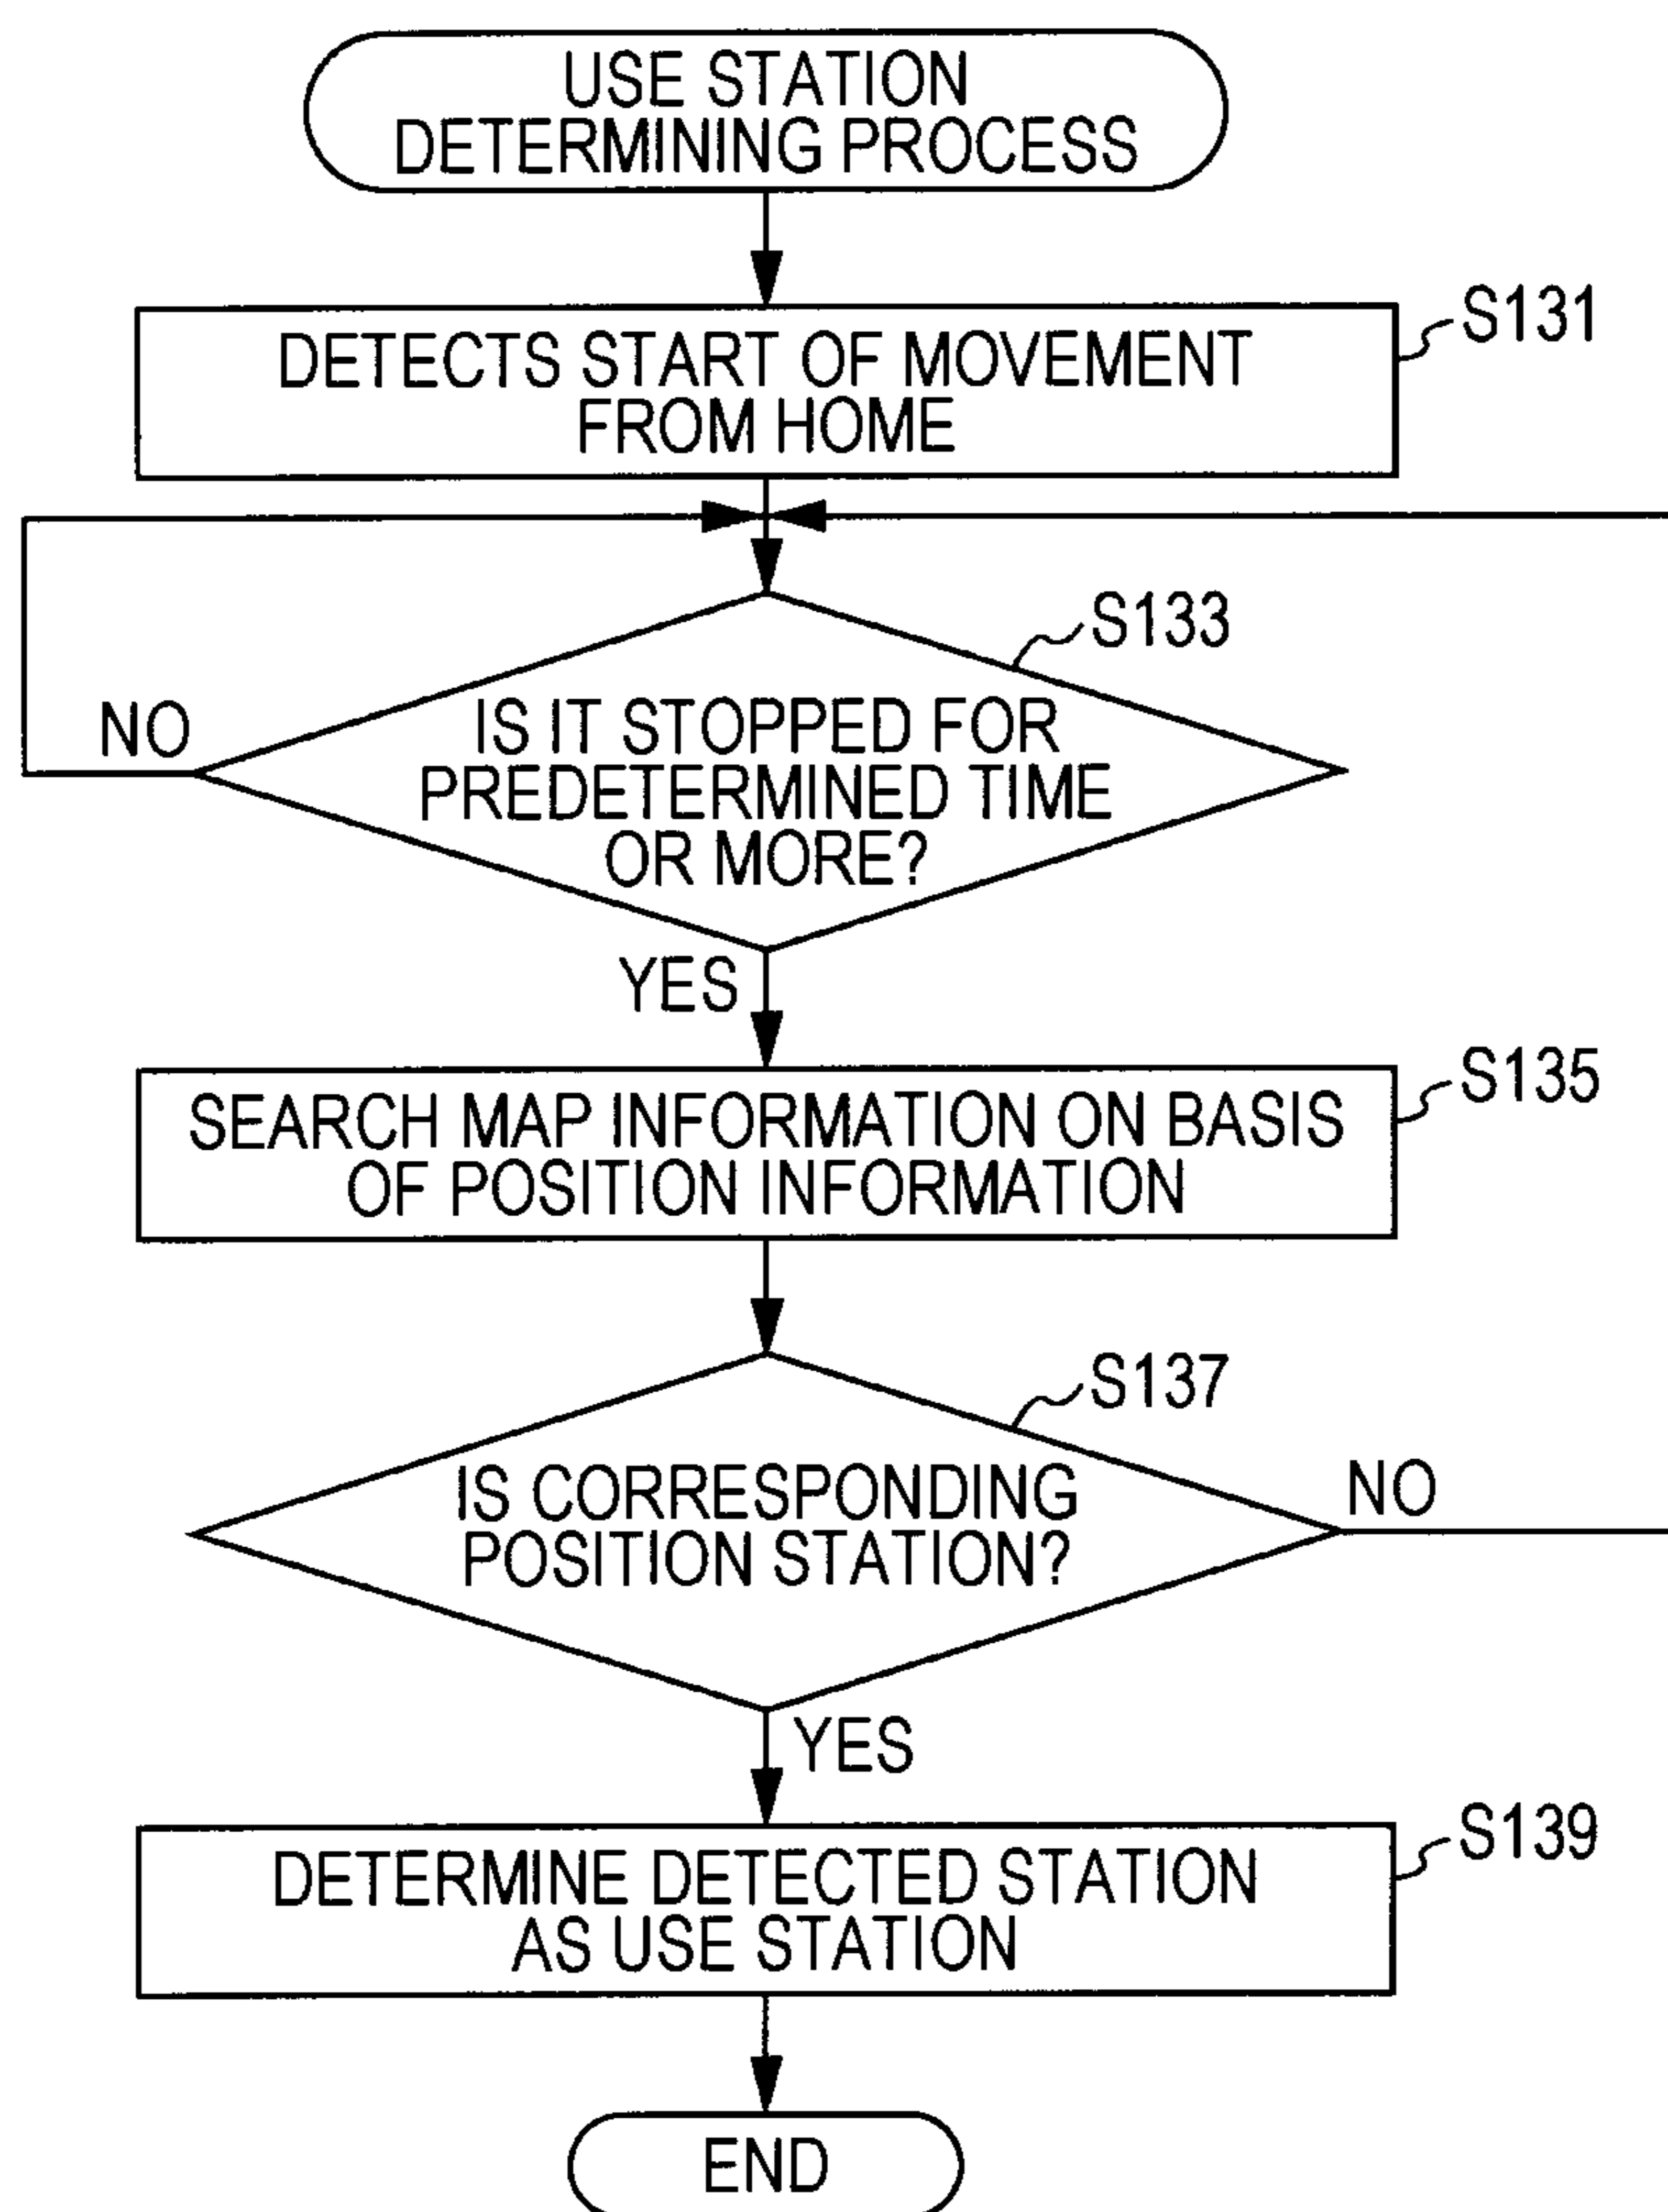 USE STATION
DETERMINING PROCESS
DETECTS START OF MOVEMENT
FROM HOME
S131
S133
IS IT STOPPED FOR
PREDETERMINED TIME
OR MORE?
NO
YES
SEARCH MAP INFORMATION ON BASIS
OF POSITION INFORMATION
S135
S137
IS CORRESPONDING
POSITION STATION?
NO
YES
DETERMINE DETECTED STATION
AS USE STATION
S139
END